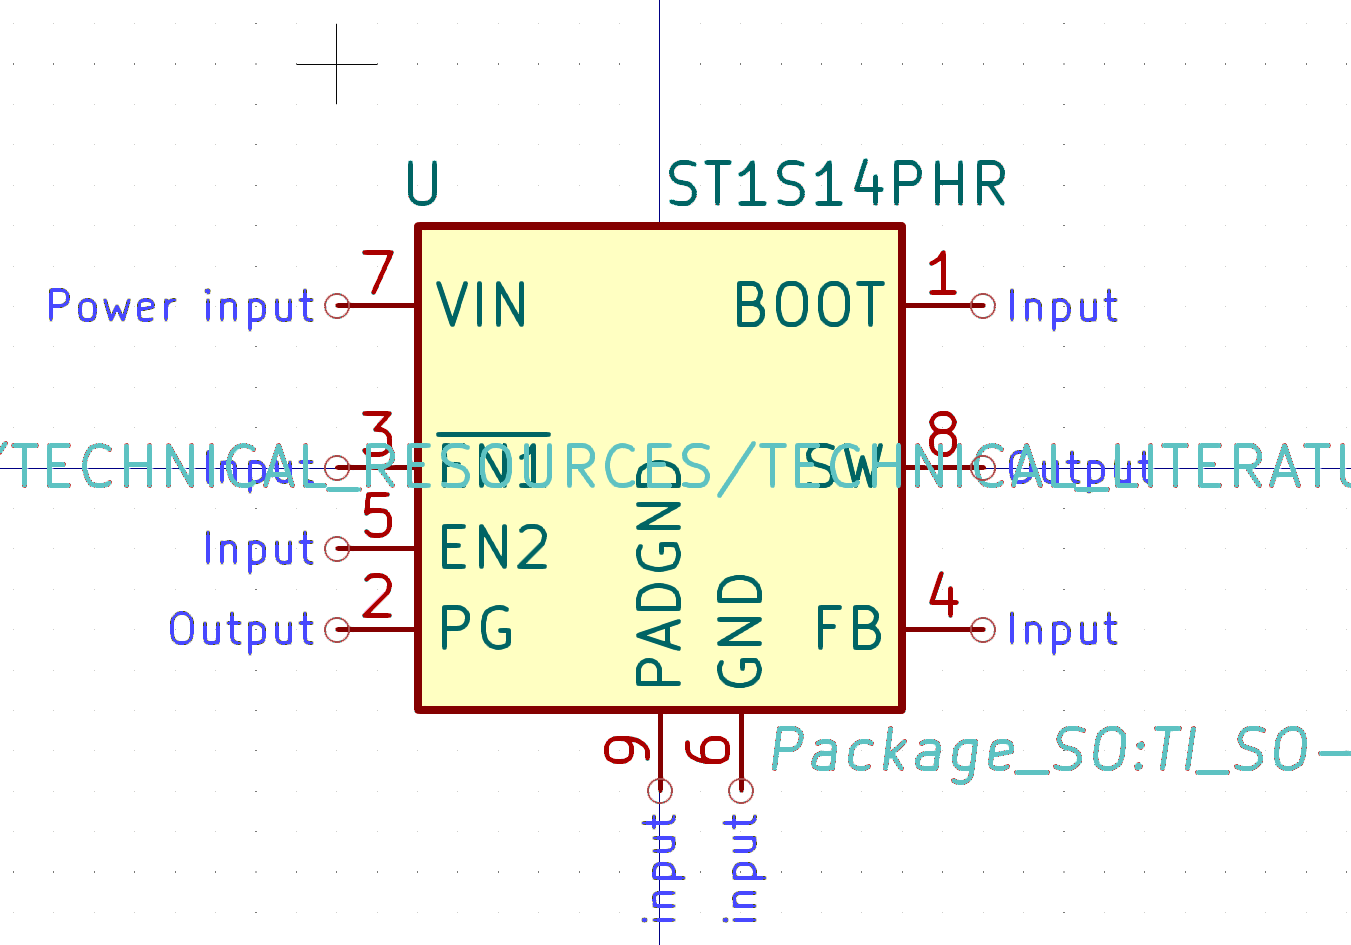 U
ST1S14PHR
7
1
Power input
VIN
BOOT
Input
3
8
Input
EN1
SW
Output
/TECHNICAL_RESOURCES/TECHNICAL_LITERATU
5
Input
EN2
2
4
Output
PG
PADGND
GND
FB
Input
9
6
Package_SO:TI_SO-
input
input